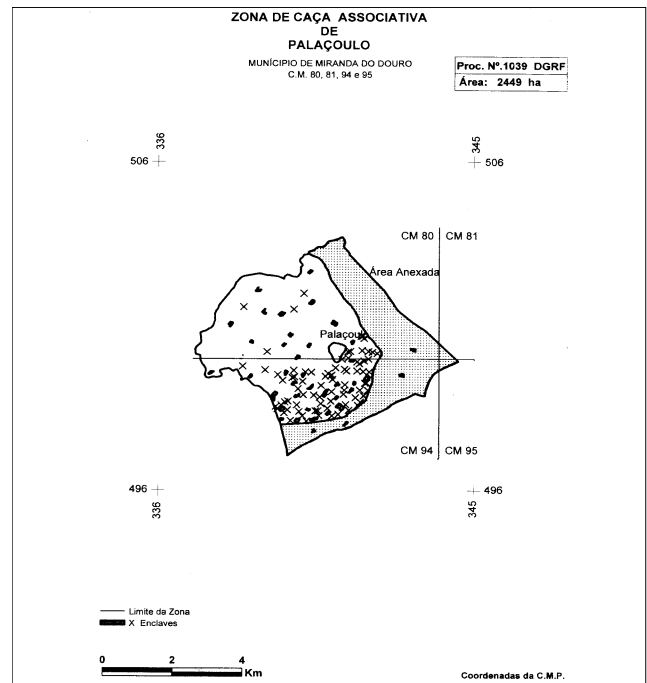 ZONA DE CAÇA ASSOCIATIVA
DE
PALAÇOULO
MUNÍCIPIO DE MIRANDA DO DOURO
C.M. 80, 81, 94 e 95
Proc. Nº.1039 DGRF
Área: 2449 ha
336
345
506
506
CM 80
CM 81
Área Anexada
Palaçoulo
CM 94
CM 95
496
496
336
345
Limite da Zona
X Enclaves
0 2 4
Km
Coordenadas da C.M.P.